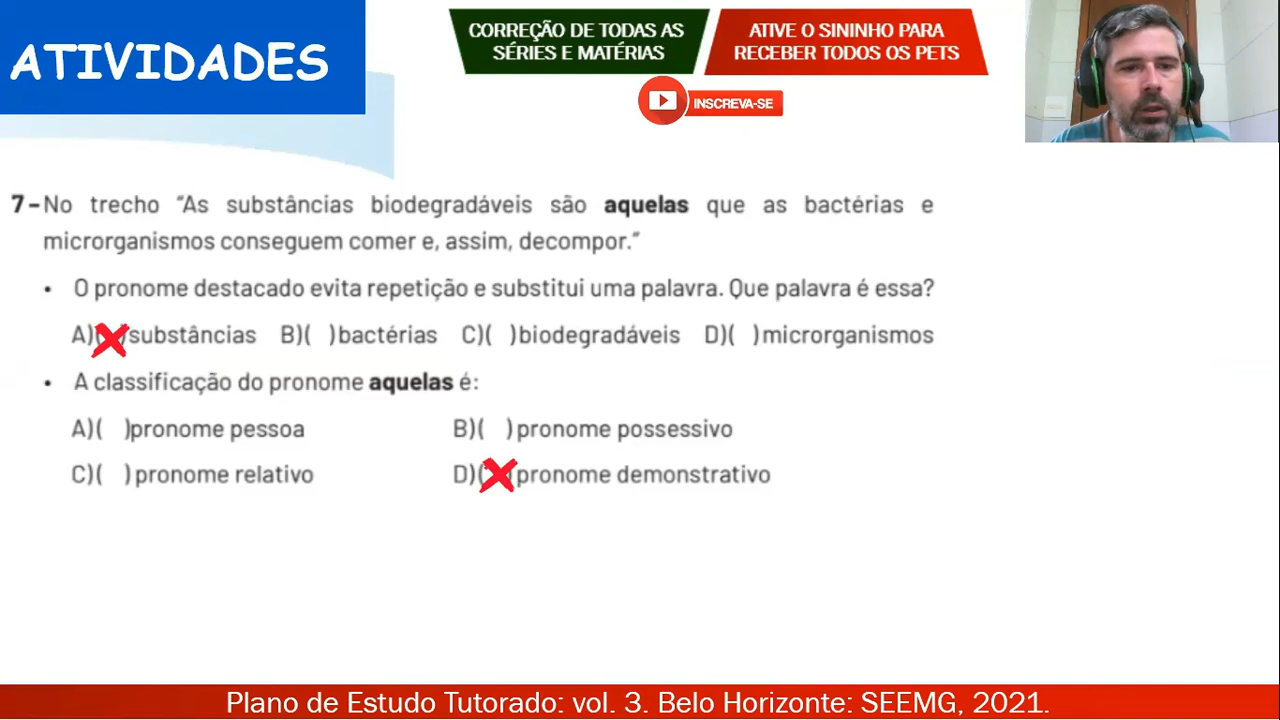 ATIVIDADES
CORREÇÃO DE TODAS AS
SÉRIES E MATÉRIAS
ATIVE O SININHO PARA
RECEBER TODOS OS PETS
INSCREVA-SE
7 – No trecho “As substâncias biodegradáveis são aquelas que as bactérias e
microrganismos conseguem comer e, assim, decompor.”
• O pronome destacado evita repetição e substitui uma palavra. Que palavra é essa?
A)( )substâncias B)( )bactérias C)( )biodegradáveis D)( )microrganismos
• A classificação do pronome aquelas é:
A)( )pronome pessoa B)( ) pronome possessivo
C)( ) pronome relativo D)( ) pronome demonstrativo
Plano de Estudo Tutorado: vol. 3. Belo Horizonte: SEEMG, 2021.